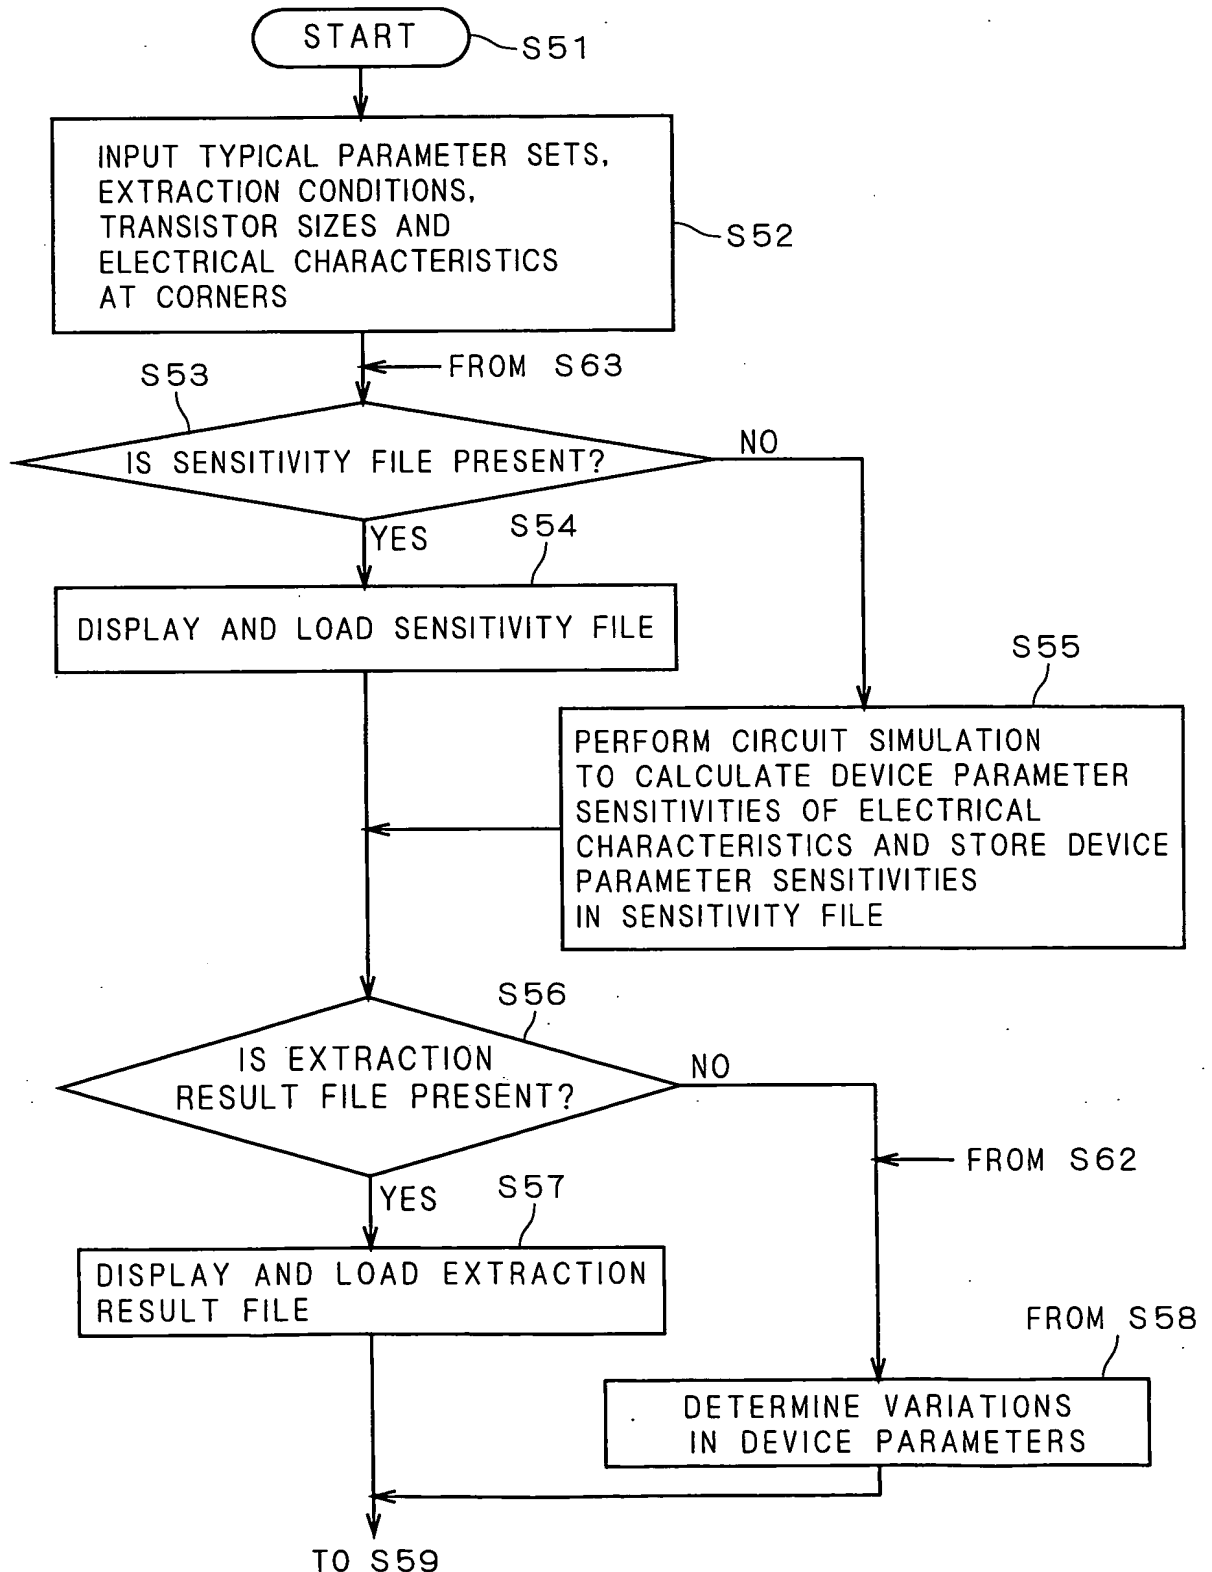 START
S51
INPUT TYPICAL PARAMETER SETS,
EXTRACTION CONDITIONS,
TRANSISTOR SIZES AND
ELECTRICAL CHARACTERISTICS
AT CORNERS
S52
FROM S63
S53
IS SENSITIVITY FILE PRESENT?
NO
YES
S54
DISPLAY AND LOAD SENSITIVITY FILE
S55
PERFORM CIRCUIT SIMULATION
TO CALCULATE DEVICE PARAMETER
SENSITIVITIES OF ELECTRICAL
CHARACTERISTICS AND STORE DEVICE
PARAMETER SENSITIVITIES
IN SENSITIVITY FILE
S56
IS EXTRACTION
RESULT FILE PRESENT?
NO
FROM S62
YES
S57
DISPLAY AND LOAD EXTRACTION
RESULT FILE
FROM S58
DETERMINE VARIATIONS
IN DEVICE PARAMETERS
TO S59